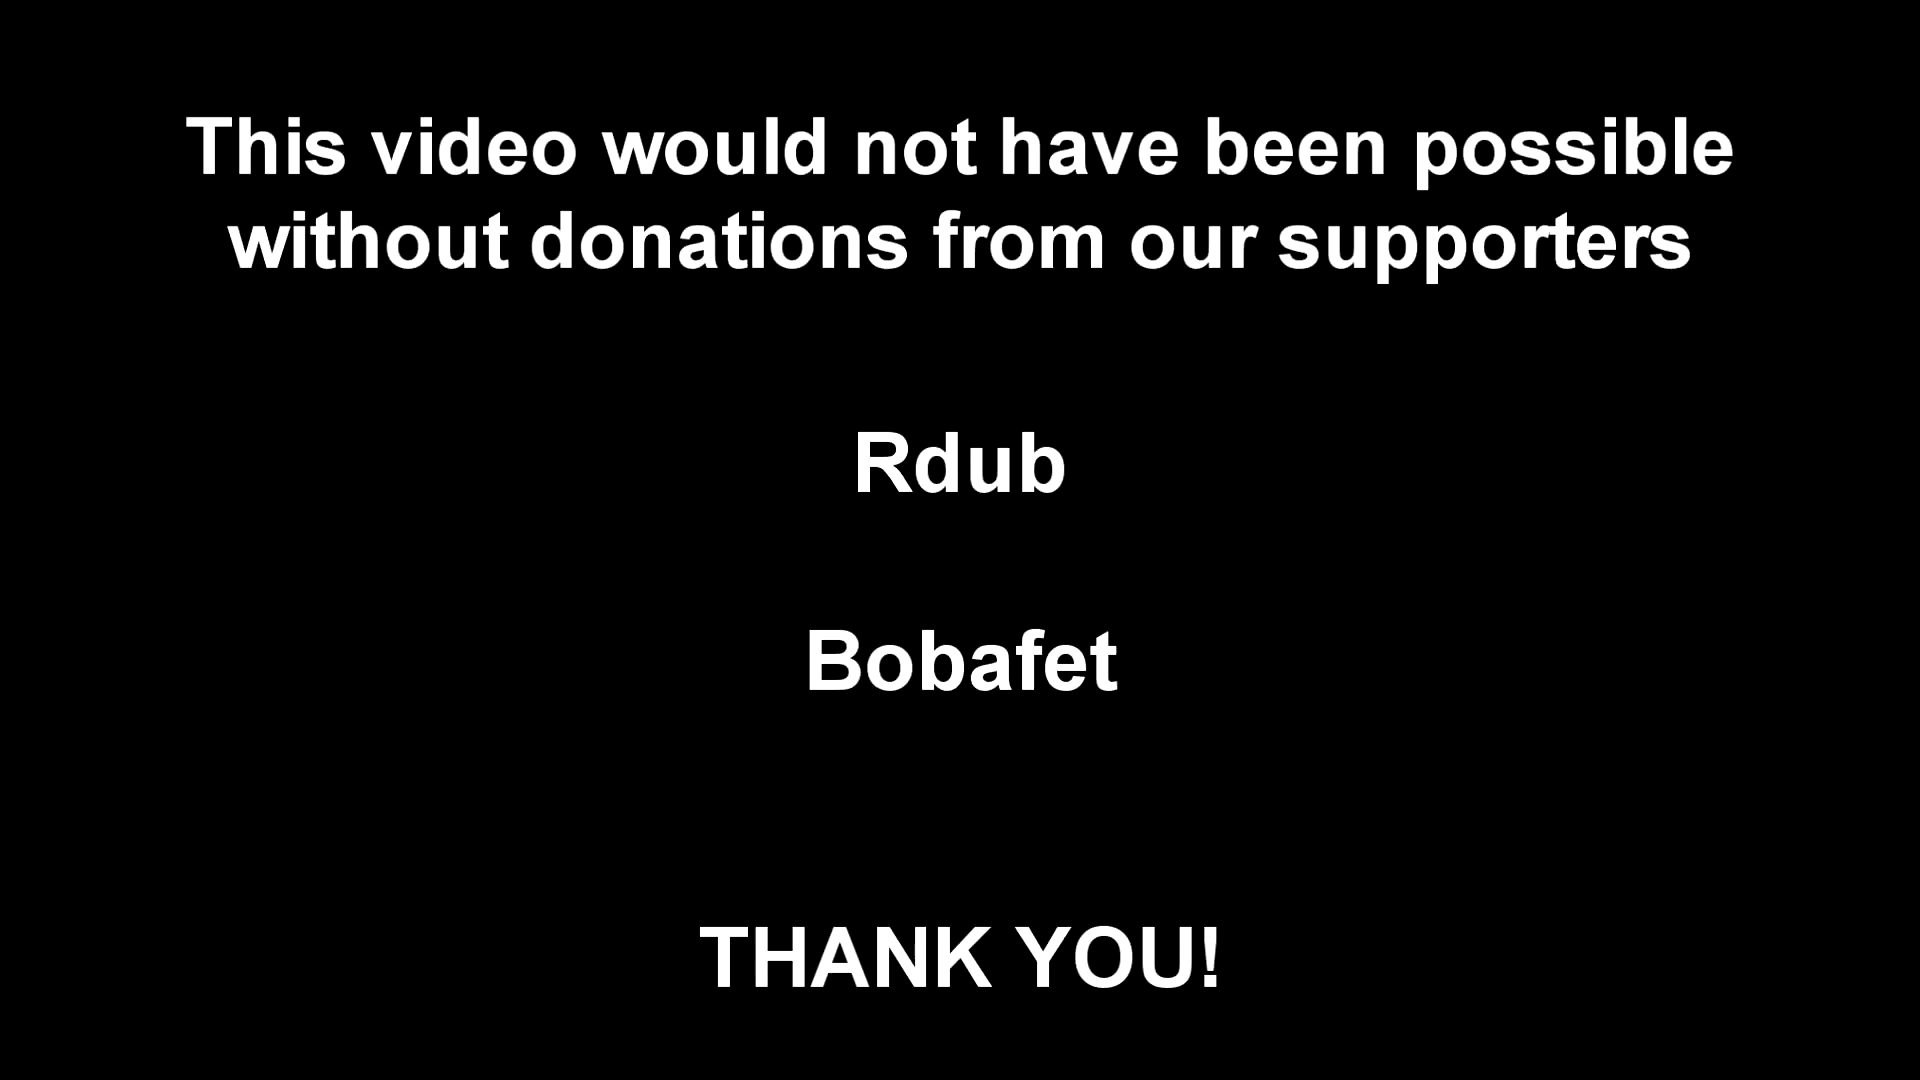 This video would not have been possible
without donations from our supporters
Rdub
Bobafet
THANK YOU!